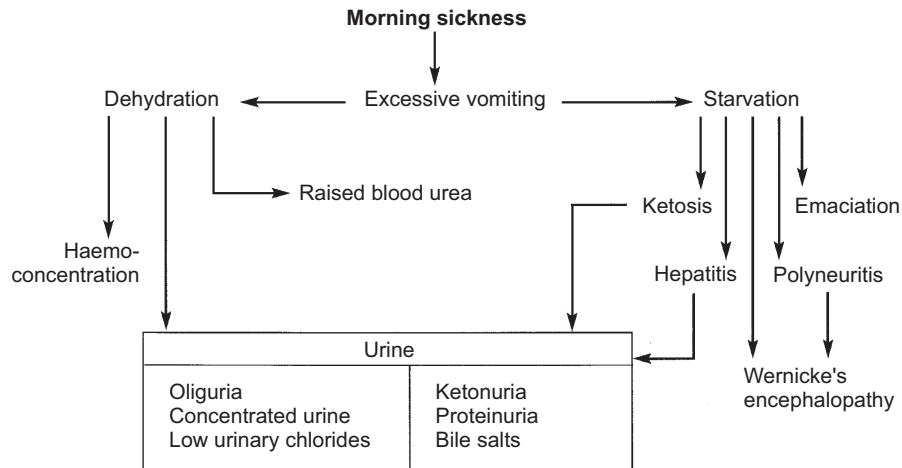 Morning sickness
Dehydration
Excessive vomiting
Starvation
Raised blood urea
Ketosis
Emaciation
Haemo-
concentration
Hepatitis
Polyneuritis
Urine
Oliguria
Concentrated urine
Low urinary chlorides
Ketonuria
Proteinuria
Bile salts
Wernicke's
encephalopathy